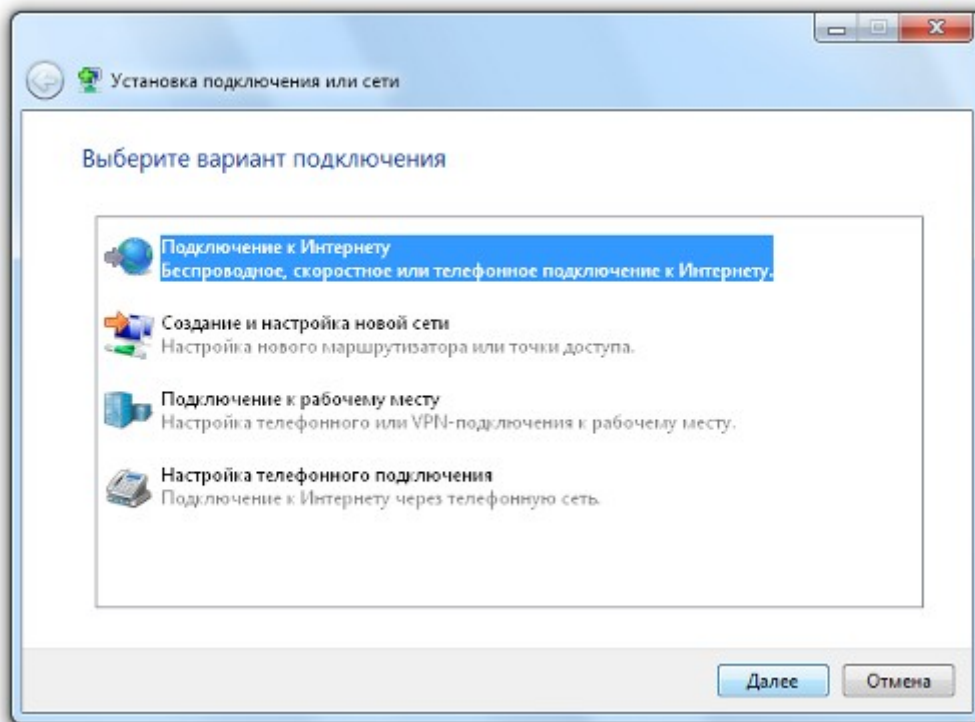 Установка подключения или сети
Выберите вариант подключения
Подключение к Интернету
Беспроводное, скоростное или телефонное подключение к Интернету.
Создание и настройка новой сети
Настройка нового маршрутизатора или точки доступа.
Подключение к рабочему месту
Настройка телефонного или VPN-подключения к рабочему месту.
Настройка телефонного подключения
Подключение к Интернету через телефонную сеть.
Далее
Отмена